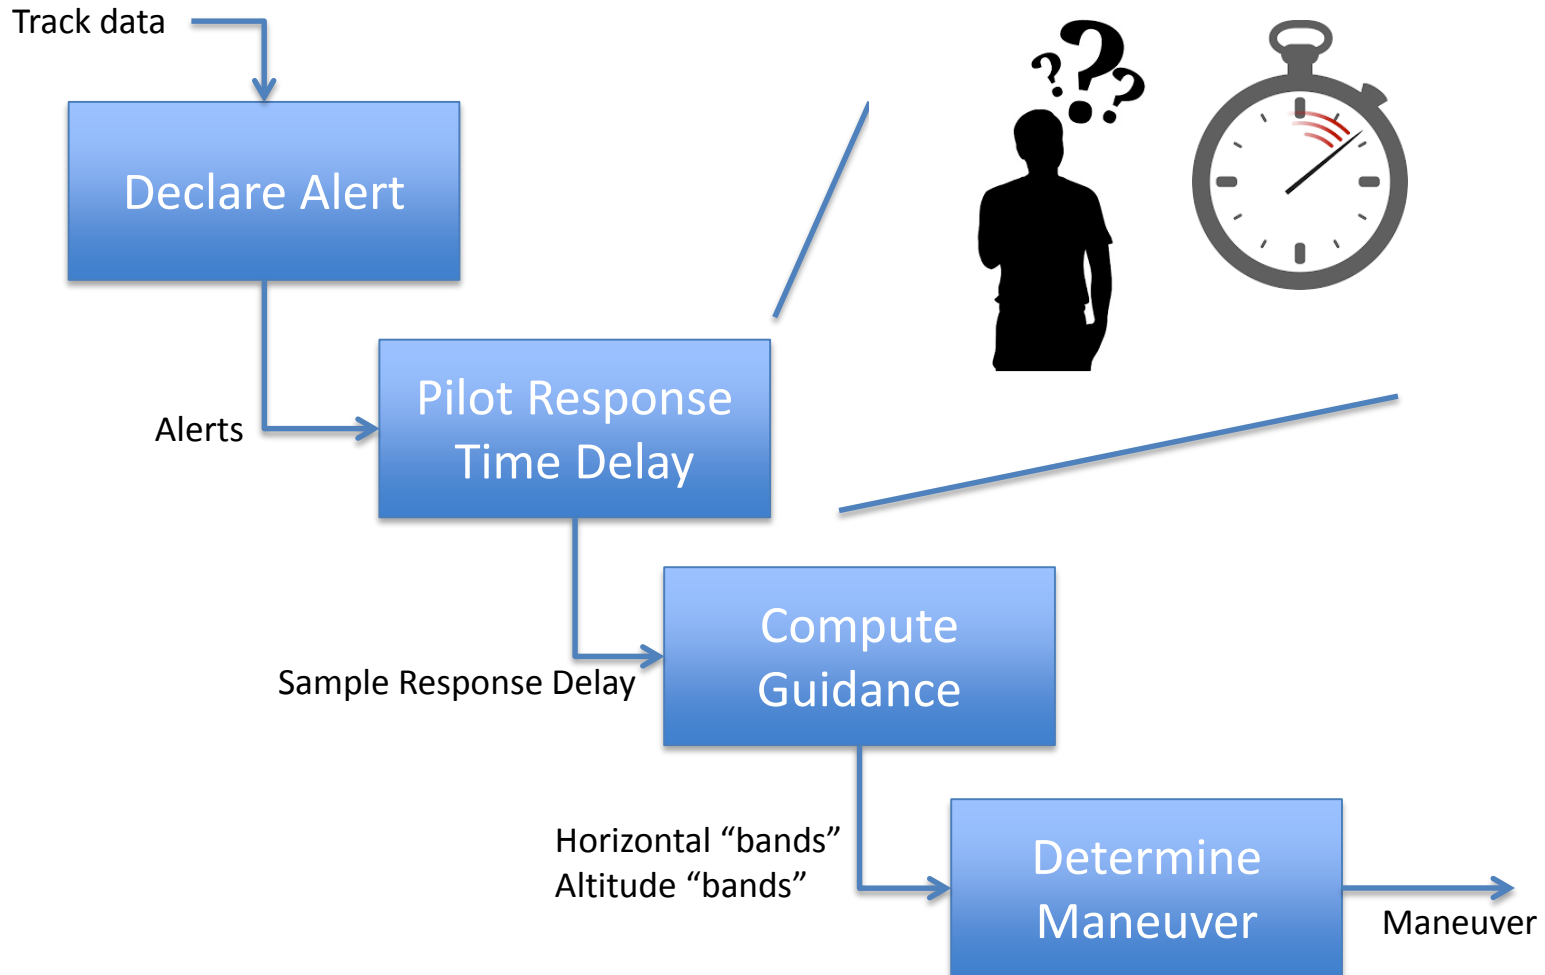 Track data
Declare Alert
Alerts
Pilot Response
Time Delay
Sample Response Delay
Compute
Guidance
Horizontal “bands”
Altitude “bands”
Determine
Maneuver
Maneuver
???